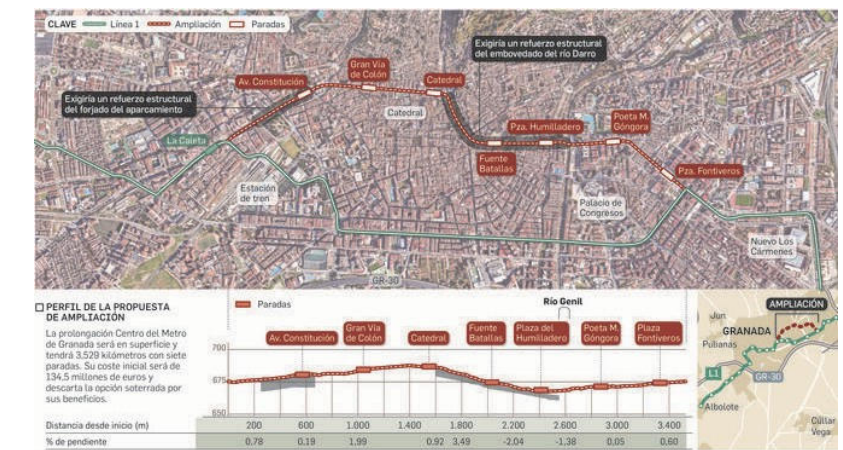 CLAVE Línea 1 Ampliación Paradas
Exigiría un refuerzo estructural
del embovedado del río Darro
Gran Vía
de Colón
Av. Constitución
Catedral
Exigiría un refuerzo estructural
del forjado del aparcamiento
Catedral
Poeta M.
Góngora
Pza. Humilladero
La Caleta
Fuente
Batallas
Pza. Fontiveros
Estación
de tren
Palacio de
Congresos
Nuevo Los
Cármenes
GR-30
PERFIL DE LA PROPUESTA
DE AMPLIACIÓN
La prolongación Centro del Metro
de Granada será en superficie y
tendrá 3,529 kilómetros con siete
paradas. Su coste inicial será de
134,5 millones de euros y
descarta la opción soterrada por
sus beneficios.
Paradas
Río Genil
Av. Constitución
Gran Vía
de Colón
Catedral
Fuente
Batallas
Plaza del
Humilladero
Poeta M.
Góngora
Plaza
Fontiveros
700
675
650
Distancia desde inicio (m) 200 600 1.000 1.400 1.800 2.200 2.600 3.000 3.400
% de pendiente 0,78 0,19 1,99 0,92 3,49 -2,04 -1,38 0,05 0,60
AMPLIACIÓN
Jun
GRANADA
Pulianas
L1
GR-30
Albolote
Cúllar
Vega